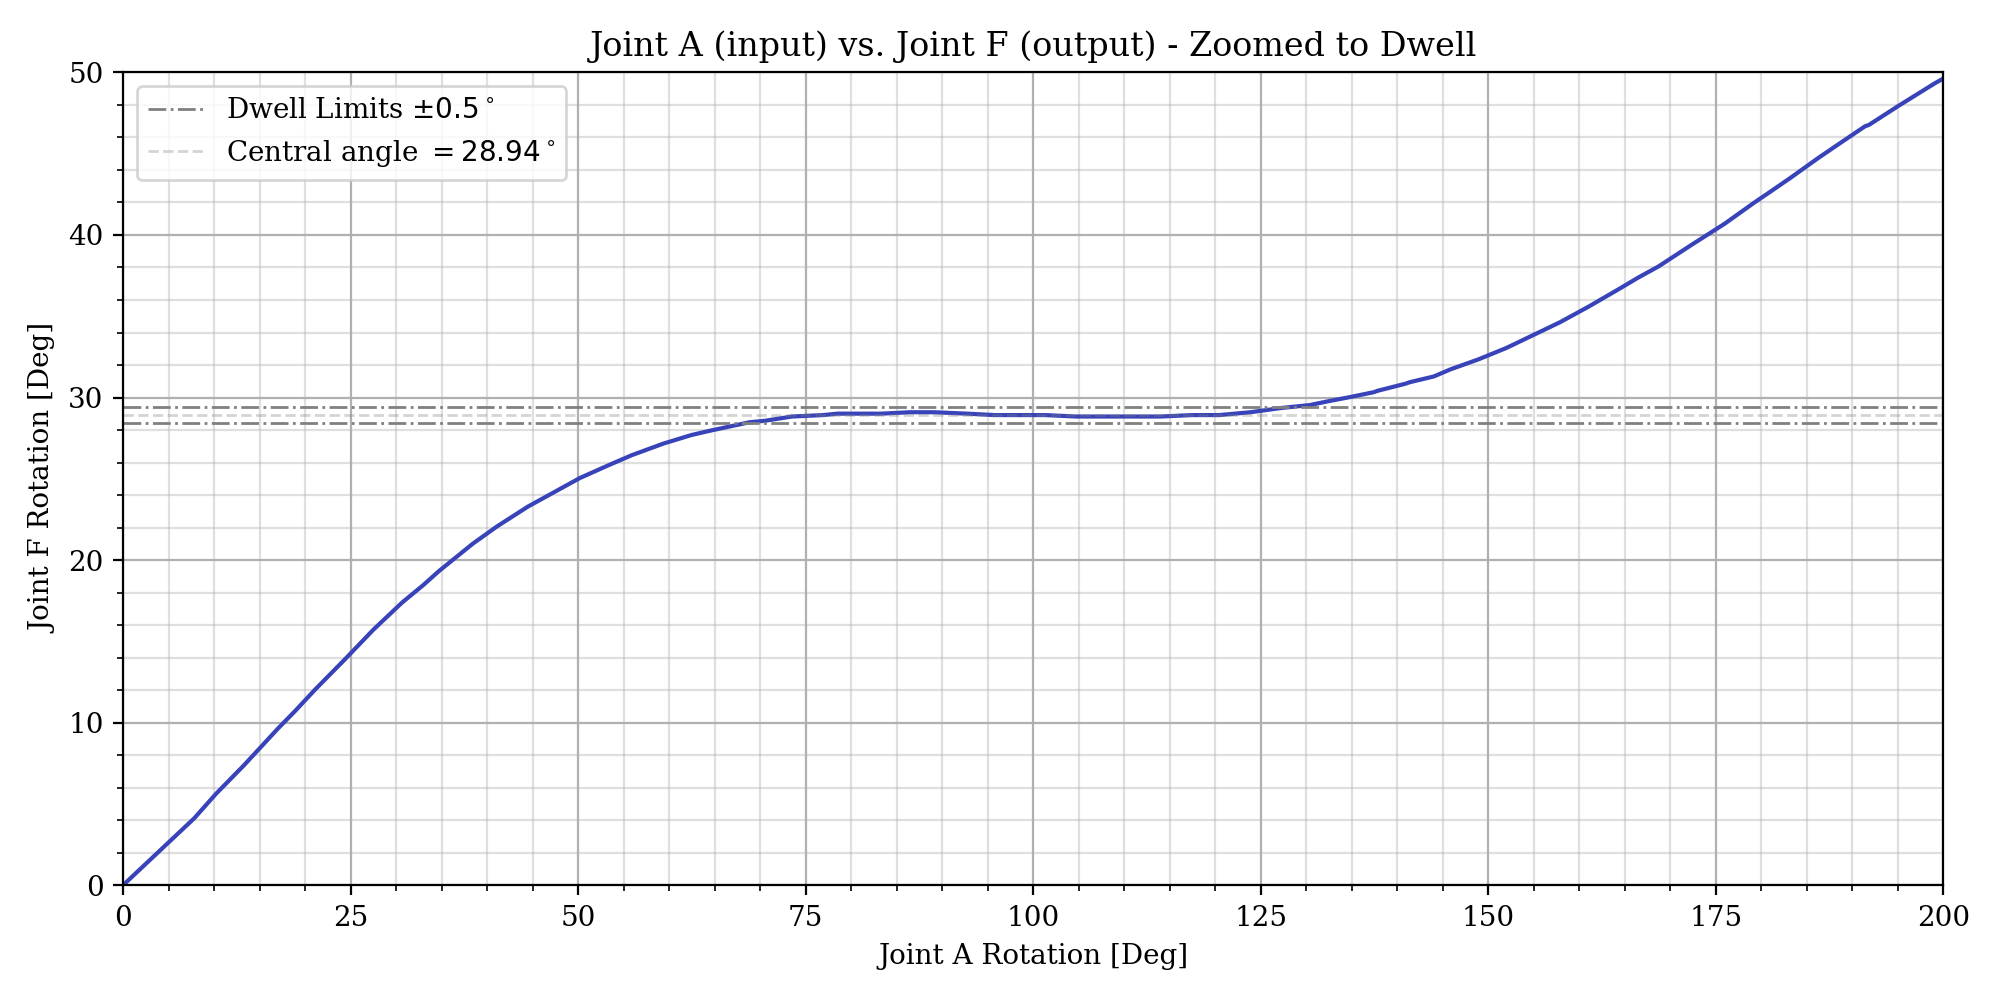 Joint A (input) vs. Joint F (output) - Zoomed to Dwell
Dwell Limits ±0.5°
Central angle = 28.94°
Joint F Rotation [Deg]
50
40
30
20
10
0
0 25 50 75 100 125 150 175 200
Joint A Rotation [Deg]